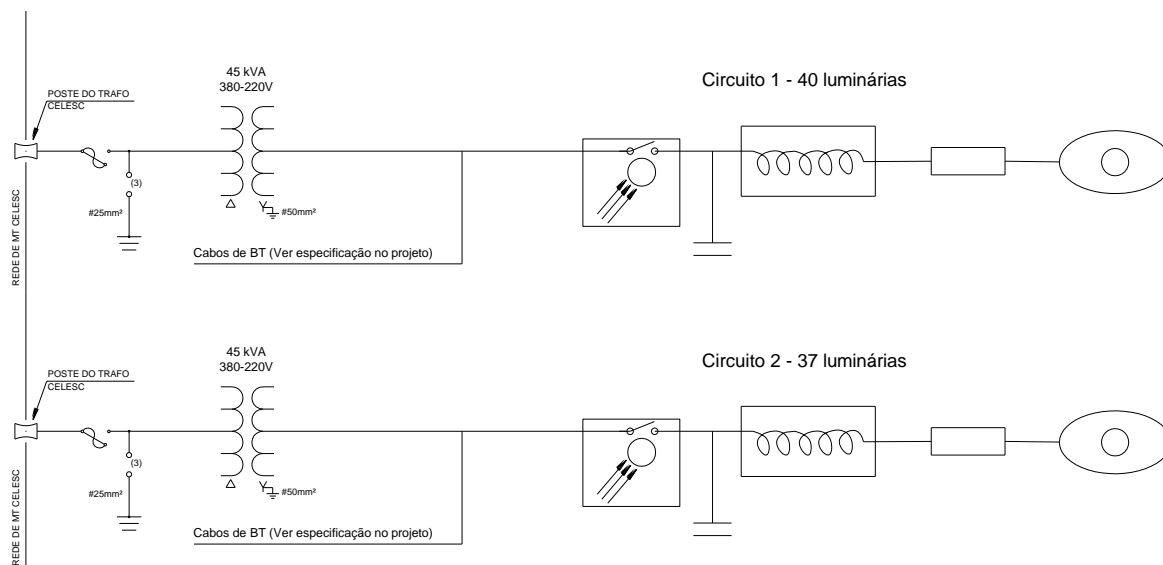 45 kVA
380-220V
Circuito 1 - 40 luminárias
POSTE DO TRAFO
CELESC
(3)
#25mm²
#50mm²
Cabos de BT (Ver especificação no projeto)
REDE DE MT CELESC
45 kVA
380-220V
Circuito 2 - 37 luminárias
POSTE DO TRAFO
CELESC
(3)
#25mm²
#50mm²
Cabos de BT (Ver especificação no projeto)
REDE DE MT CELESC